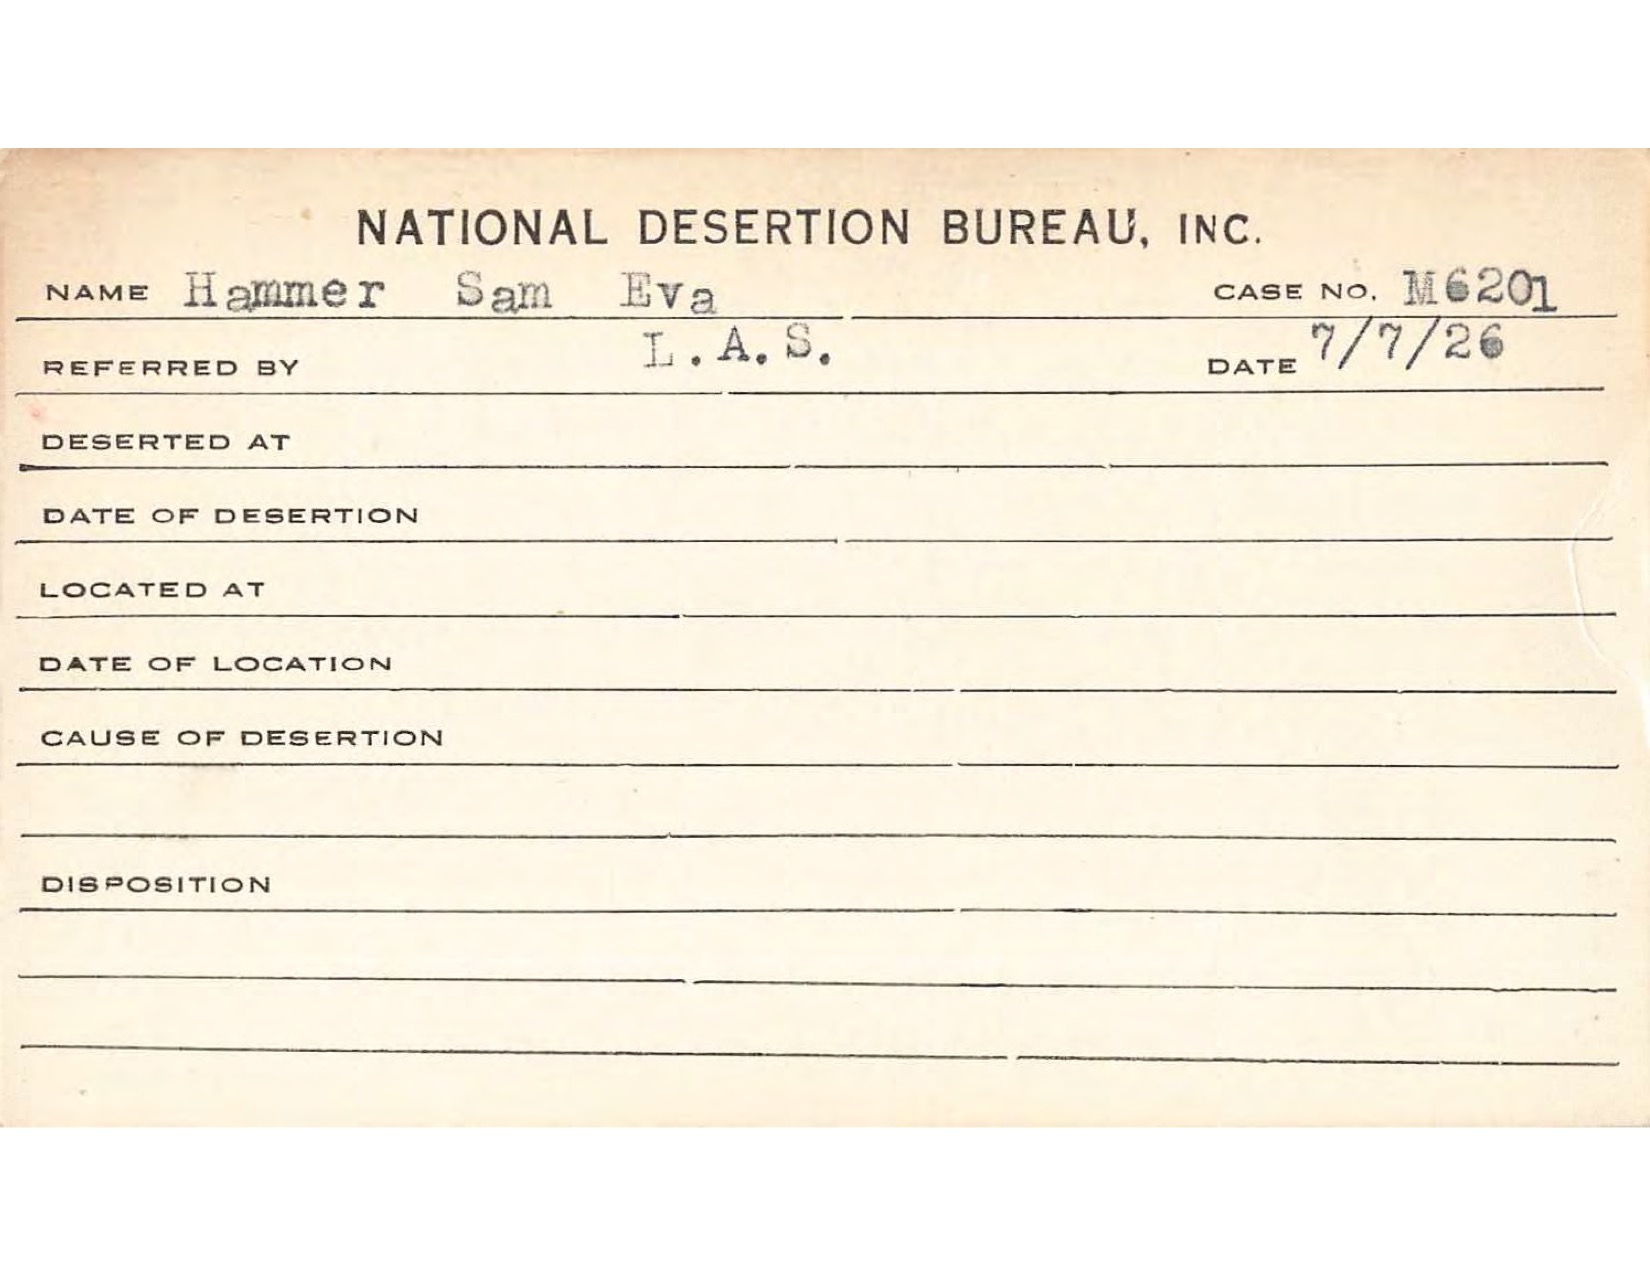 NATIONAL DESERTION BUREAU, INC.
NAME Hammer Sam Eva CASE NO. M6201
REFERRED BY L.A.S. DATE 7/7/26
DESERTED AT
DATE OF DESERTION
LOCATED AT
DATE OF LOCATION
CAUSE OF DESERTION
DISPOSITION